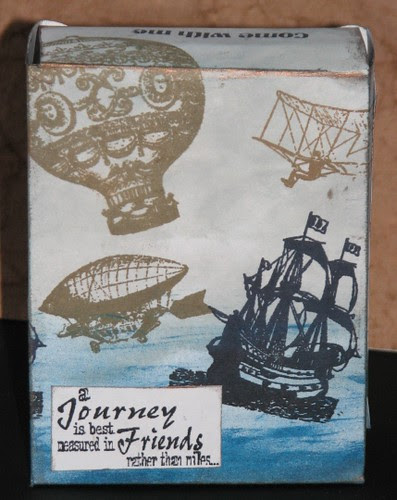 Come with me
a
Journey
is best
measured in Friends
rather than miles...